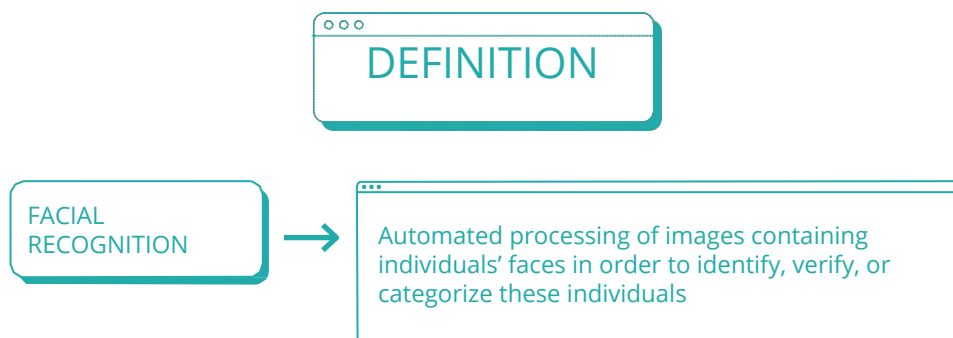 DEFINITION
FACIAL
RECOGNITION
Automated processing of images containing
individuals’ faces in order to identify, verify, or
categorize these individuals